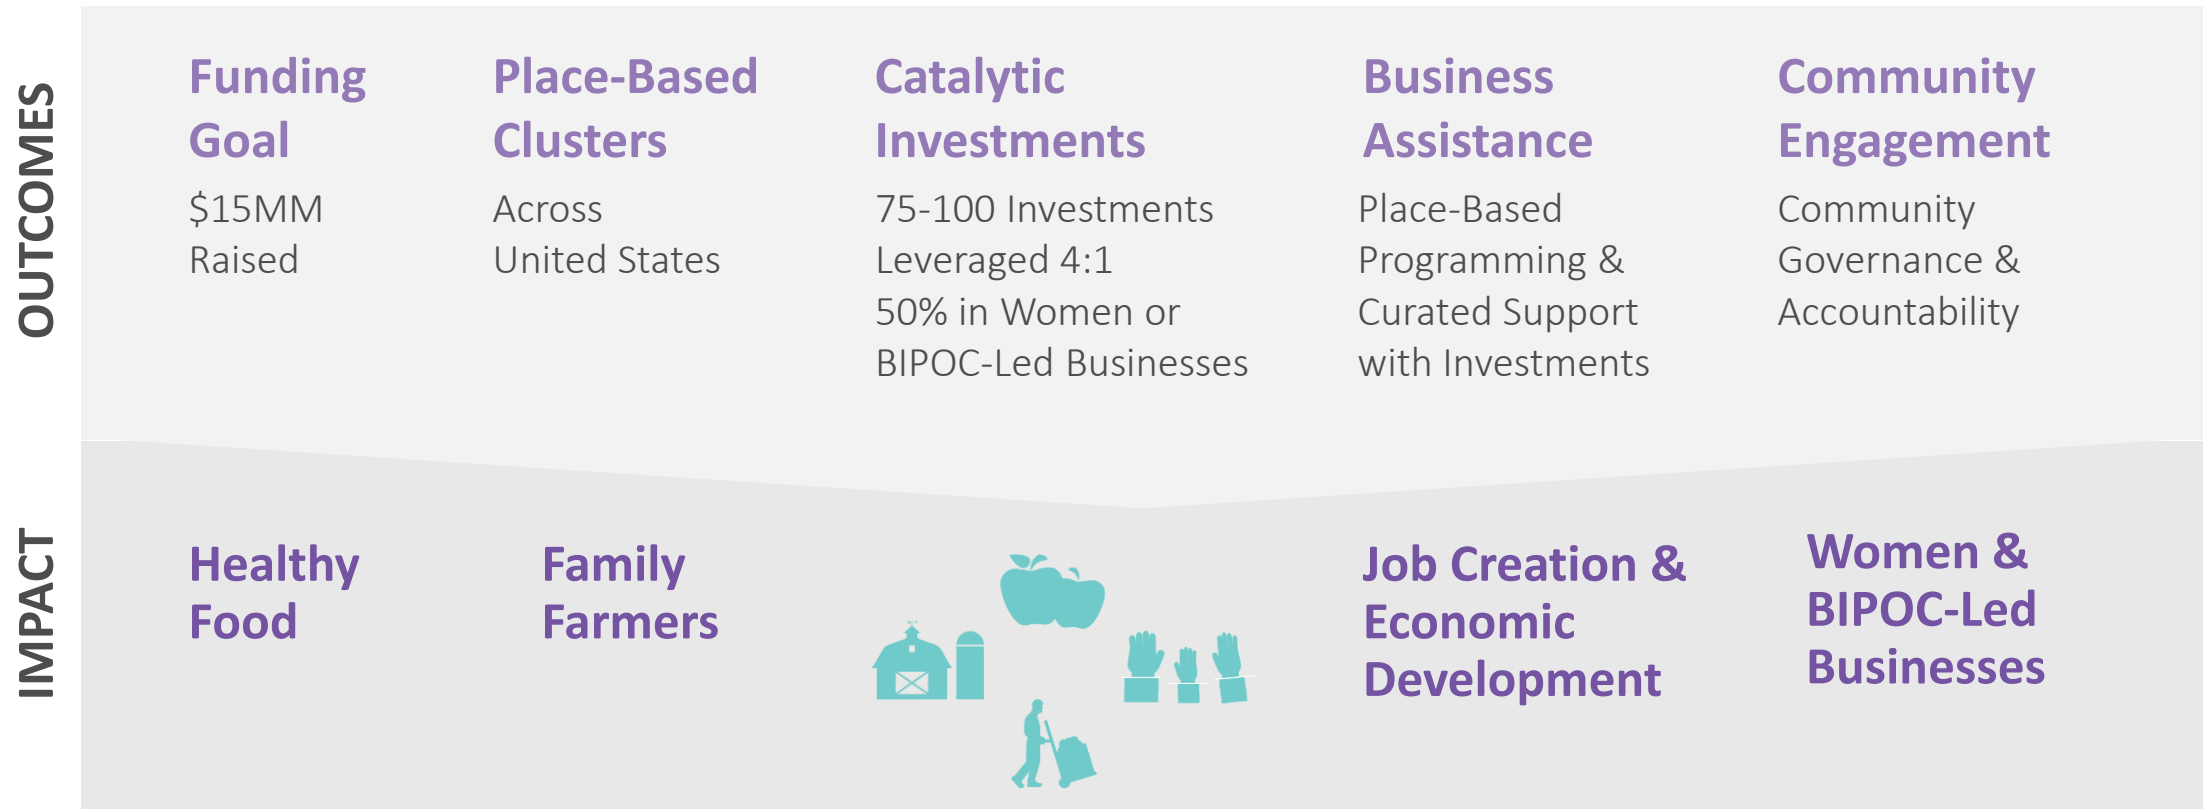 OUTCOMES
Funding
Goal
$15MM
Raised
Place-Based
Clusters
Across
United States
Catalytic
Investments
75-100 Investments
Leveraged 4:1
50% in Women or
BIPOC-Led Businesses
Business
Assistance
Place-Based
Programming &
Curated Support
with Investments
Community
Engagement
Community
Governance &
Accountability
IMPACT
Healthy
Food
Family
Farmers
Job Creation &
Economic
Development
Women &
BIPOC-Led
Businesses